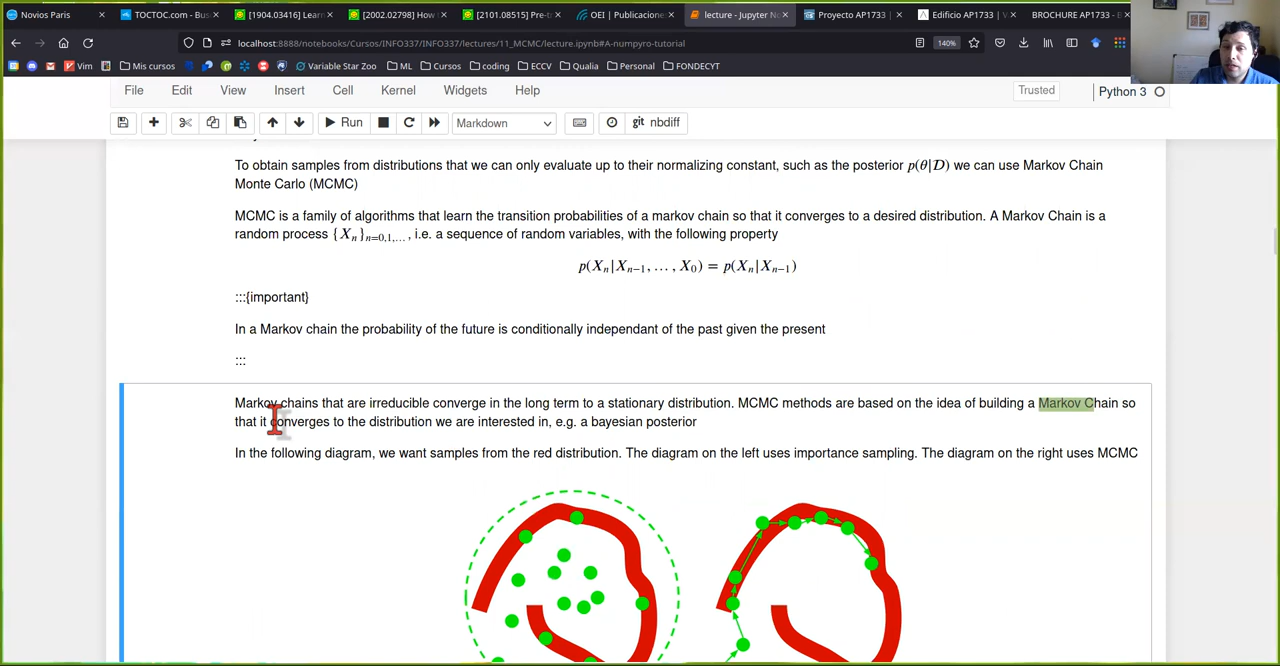 Novios Paris
TOCTOC.com - Bus
[1904.03416] Lear
[2002.02798] How
[2101.08515] Pre-t
OEI | Publicacione
lecture - Jupyter No
Proyecto AP1733
Edificio AP1733 | V
BROCHURE AP1733 -
localhost:8888/notebooks/Cursos/INFO337/INFO337/lectures/11_MCMC/lecture.ipynb#A-numpyro-tutorial
140%
Vim
Mis cursos
Variable Star Zoo
ML
Cursos
coding
ECCV
Qualia
Personal
FONDECYT
File Edit View Insert Cell Kernel Widgets Help
Trusted
Python 3
Run
Markdown
git nbdiff
To obtain samples from distributions that we can only evaluate up to their normalizing constant, such as the posterior p(θ|D) we can use Markov Chain
Monte Carlo (MCMC)
MCMC is a family of algorithms that learn the transition probabilities of a markov chain so that it converges to a desired distribution. A Markov Chain is a
random process {Xn}n=0,1,..., i.e. a sequence of random variables, with the following property
p(Xn|Xn−1, … , X0) = p(Xn|Xn−1)
:::{important}
In a Markov chain the probability of the future is conditionally independant of the past given the present
:::
Markov chains that are irreducible converge in the long term to a stationary distribution. MCMC methods are based on the idea of building a Markov Chain so
that it converges to the distribution we are interested in, e.g. a bayesian posterior
In the following diagram, we want samples from the red distribution. The diagram on the left uses importance sampling. The diagram on the right uses MCMC